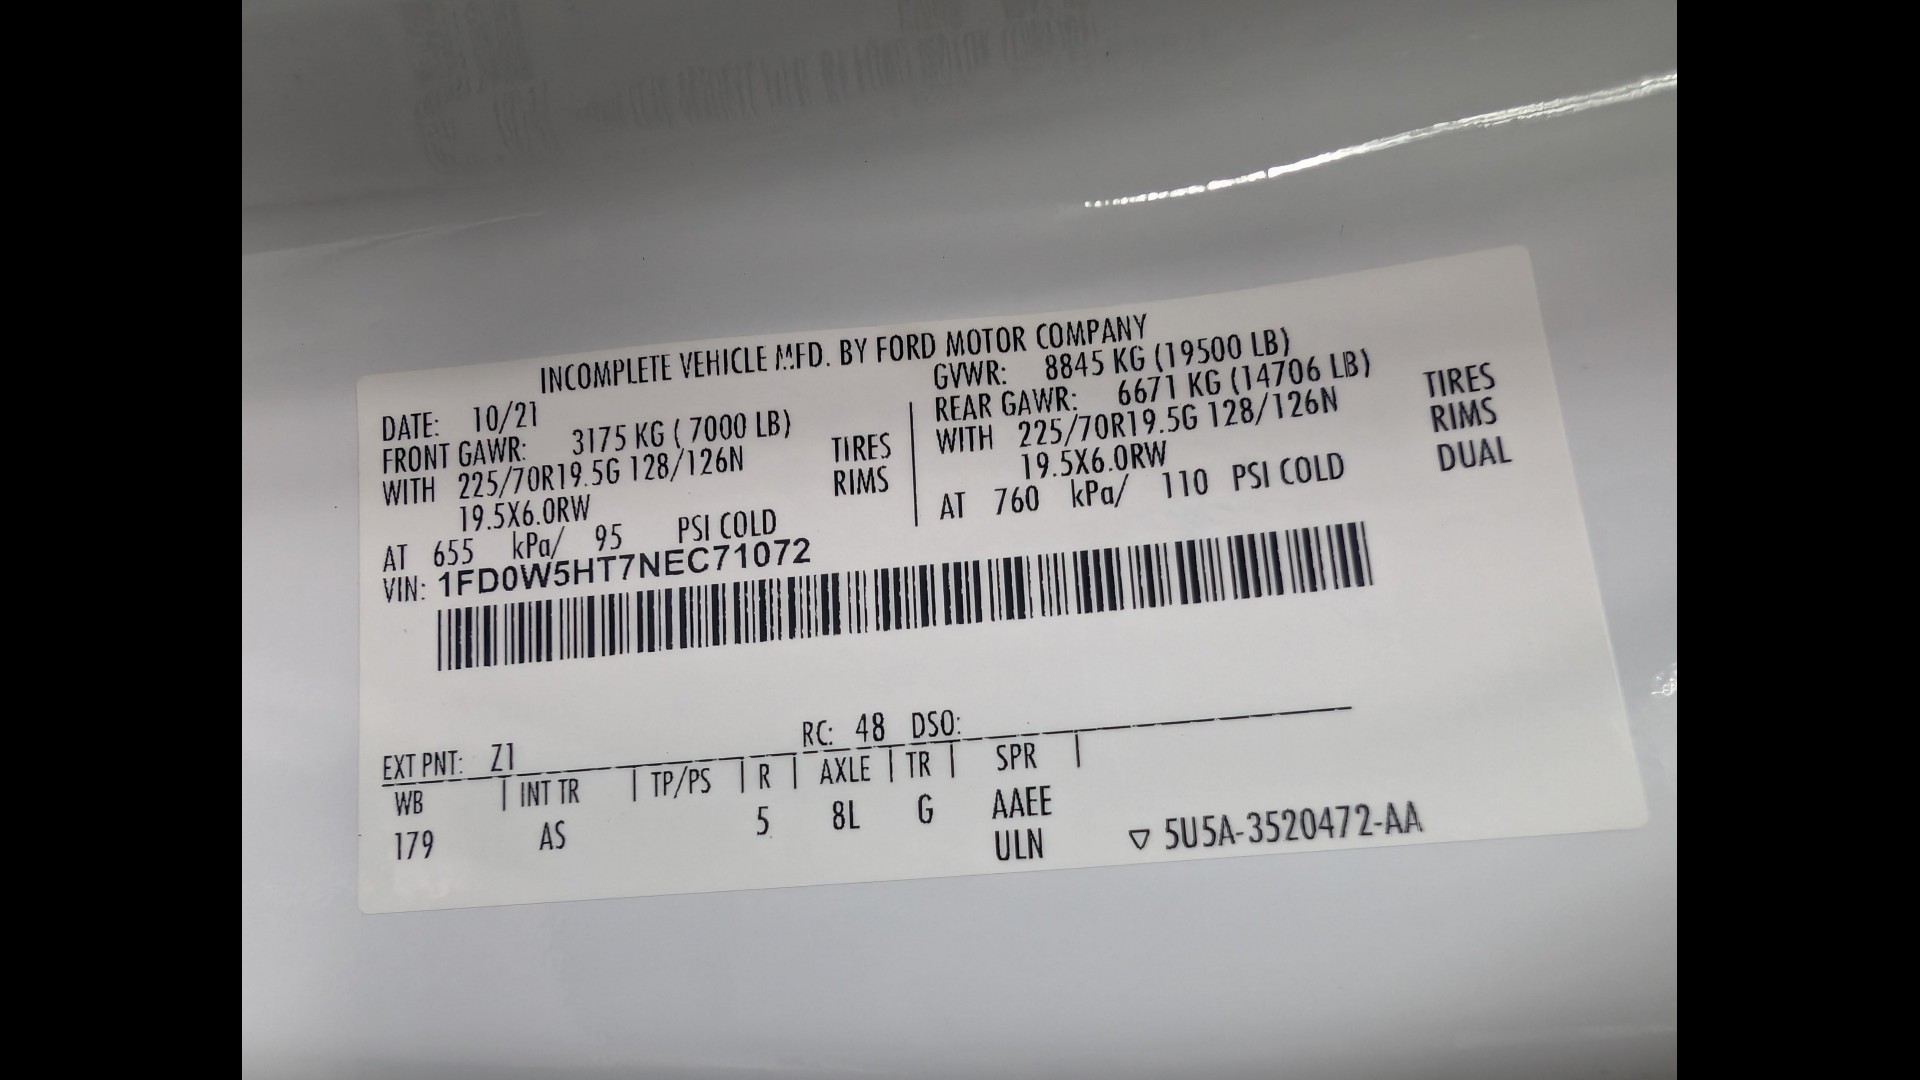 INCOMPLETE VEHICLE MFD. BY FORD MOTOR COMPANY
DATE: 10/21
FRONT GAWR: 3175 KG ( 7000 LB)
WITH 225/70R19.5G 128/126N TIRES
19.5X6.0RW RIMS
AT 655 kPa/ 95 PSI COLD
GVWR: 8845 KG (19500 LB)
REAR GAWR: 6671 KG (14706 LB)
WITH 225/70R19.5G 128/126N TIRES
19.5X6.0RW RIMS
AT 760 kPa/ 110 PSI COLD DUAL
VIN: 1FD0W5HT7NEC71072
EXT PNT: Z1 RC: 48 DSO:
WB | INT TR | TP/PS | R | AXLE | TR | SPR |
179 AS 5 8L G AAEE
ULN ▽ 5U5A-3520472-AA